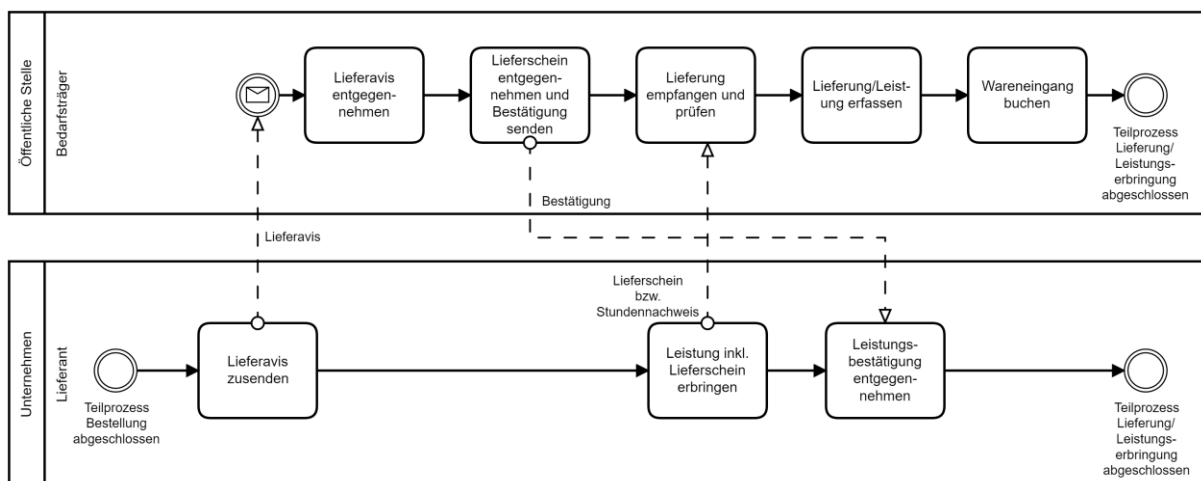 Öffentliche Stelle
Bedarfsträger
Lieferavis
entgegen-
nehmen
Lieferschein
entgegen-
nehmen und
Bestätigung
senden
Lieferung
empfangen und
prüfen
Lieferung/Leist-
ung erfassen
Wareneingang
buchen
Teilprozess
Lieferung/
Leistungs-
erbringung
abgeschlossen
Bestätigung
Lieferavis
Unternehmen
Lieferant
Lieferschein
bzw.
Stundennachweis
Teilprozess
Bestellung
abgeschlossen
Lieferavis
zusenden
Leistung inkl.
Lieferschein
erbringen
Leistungs-
bestätigung
entgegen-
nehmen
Teilprozess
Lieferung/
Leistungs-
erbringung
abgeschlossen